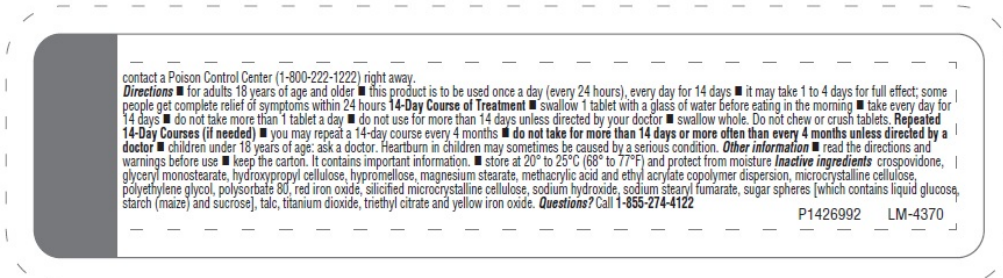 contact a Poison Control Center (1-800-222-1222) right away.
Directions ■ for adults 18 years of age and older ■ this product is to be used once a day (every 24 hours), every day for 14 days ■ it may take 1 to 4 days for full effect; some
people get complete relief of symptoms within 24 hours 14-Day Course of Treatment ■ swallow 1 tablet with a glass of water before eating in the morning ■ take every day for
14 days ■ do not take more than 1 tablet a day ■ do not use for more than 14 days unless directed by your doctor ■ swallow whole. Do not chew or crush tablets. Repeated
14-Day Courses (if needed) ■ you may repeat a 14-day course every 4 months ■ do not take for more than 14 days or more often than every 4 months unless directed by a
doctor ■ children under 18 years of age: ask a doctor. Heartburn in children may sometimes be caused by a serious condition. Other information ■ read the directions and
warnings before use ■ keep the carton. It contains important information. ■ store at 20° to 25°C (68° to 77°F) and protect from moisture Inactive ingredients crospovidone,
glyceryl monostearate, hydroxypropyl cellulose, hypromellose, magnesium stearate, methacrylic and ethyl acrylate copolymer dispersion, microcrystalline cellulose,
polyethylene glycol, polysorbate 80, red iron oxide, silicified microcrystalline cellulose, sodium hydroxide, sodium stearyl fumarate, sugar spheres [which contains liquid glucose,
starch (maize) and sucrose], talc, titanium dioxide, triethyl citrate and yellow iron oxide. Questions? Call 1-855-274-4122
P1426992 LM-4370